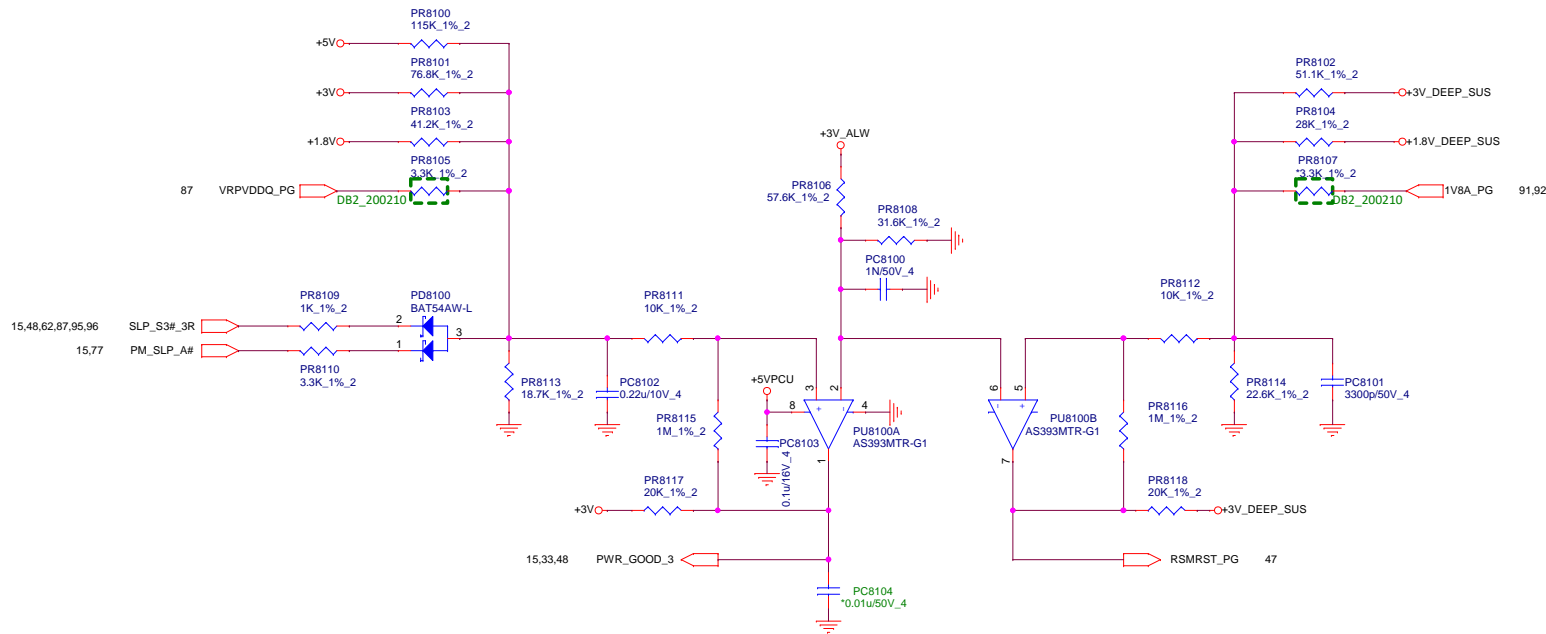 PR8100
115K_1%_2
+5V
PR8101
76.8K_1%_2
+3V
PR8103
41.2K_1%_2
+1.8V
PR8105
3.3K_1%_2
87 VRPVDDQ_PG
DB2_200210
PR8102
51.1K_1%_2
+3V_DEEP_SUS
PR8104
28K_1%_2
+1.8V_DEEP_SUS
PR8107
*3.3K_1%_2
1V8A_PG 91,92
DB2_200210
+3V_ALW
PR8106
57.6K_1%_2
PR8108
31.6K_1%_2
PC8100
1N/50V_4
PR8109
1K_1%_2
PD8100
BAT54AW-L
15,48,62,87,95,96 SLP_S3#_3R
2
3
15,77 PM_SLP_A#
1
PR8110
3.3K_1%_2
PR8111
10K_1%_2
PR8112
10K_1%_2
PR8113
18.7K_1%_2
PC8102
0.22u/10V_4
PR8115
1M_1%_2
+5VPCU
8
3
2
4
+
-
1
PU8100A
AS393MTR-G1
PC8103
0.1u/16V_4
6
5
-
+
7
PU8100B
AS393MTR-G1
PR8116
1M_1%_2
PR8114
22.6K_1%_2
PC8101
3300p/50V_4
PR8117
20K_1%_2
+3V
PR8118
20K_1%_2
+3V_DEEP_SUS
15,33,48 PWR_GOOD_3
RSMRST_PG 47
PC8104
*0.01u/50V_4